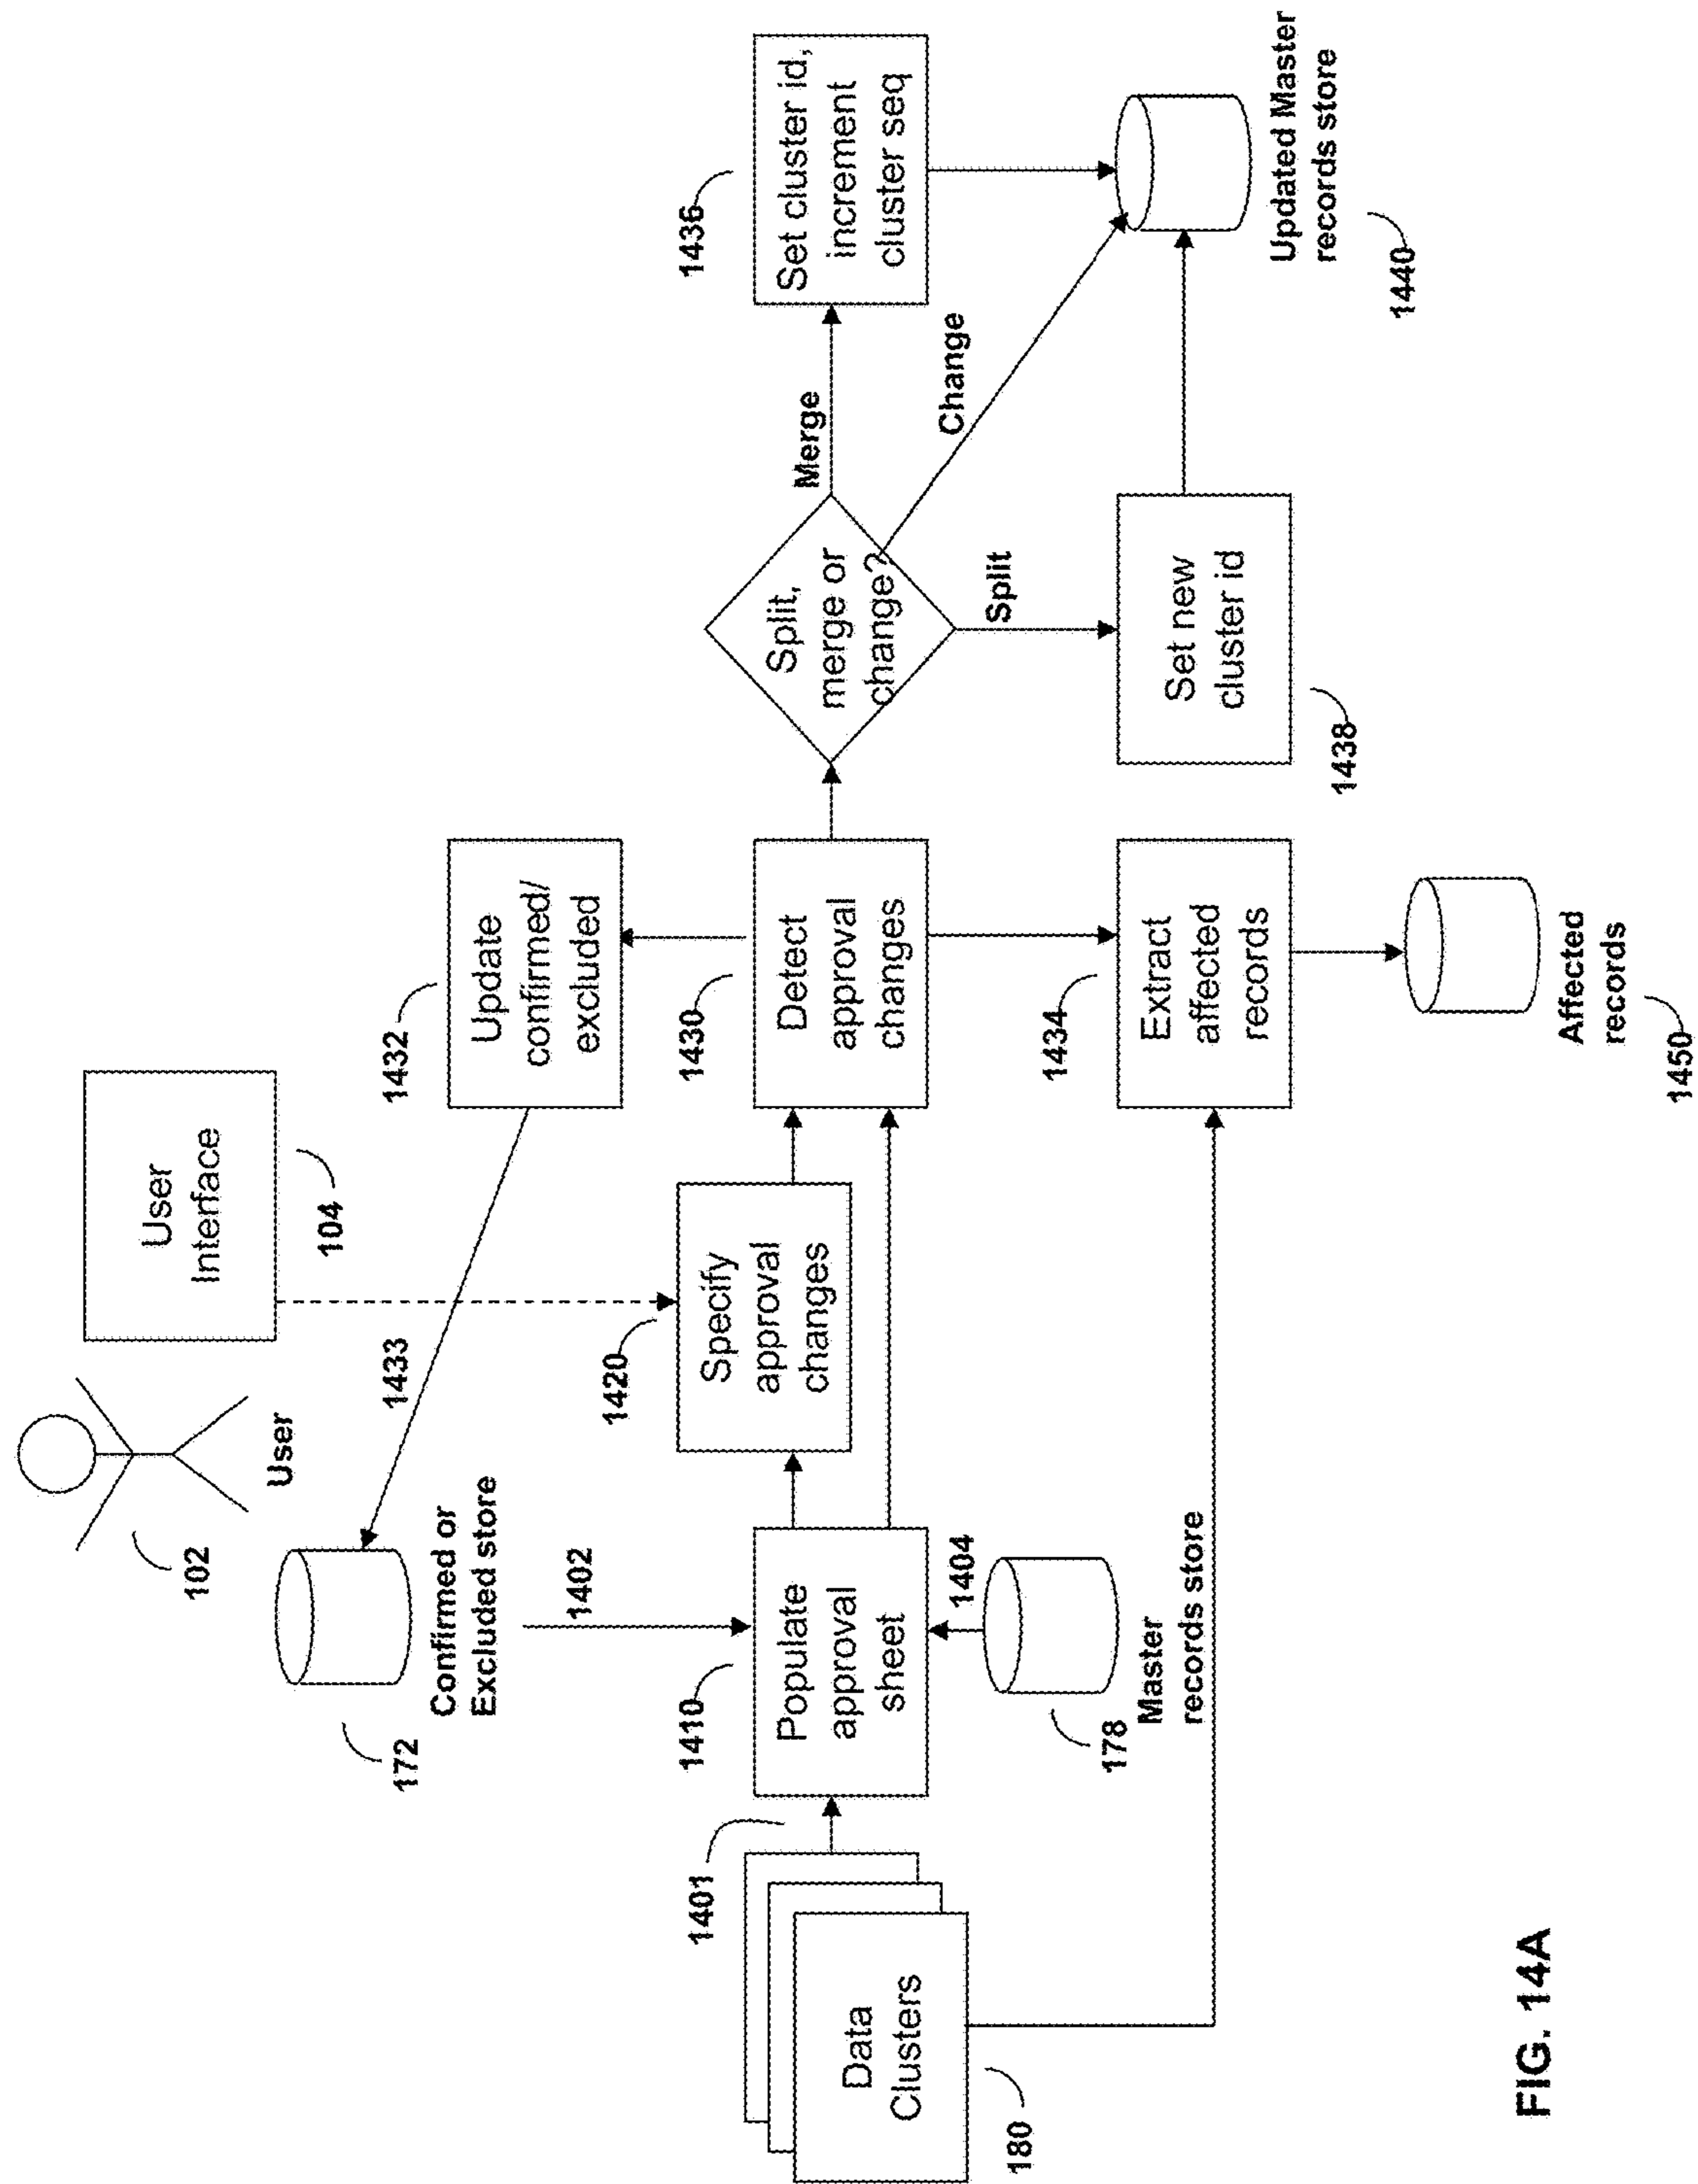 User
102
User
Interface
104
Confirmed or
Excluded store
172
1433
1432
Update
confirmed/
excluded
1402
1420
Specify
approval
changes
1401
1410
Populate
approval
sheet
1430
Detect
approval
changes
Split,
merge or
change?
Merge
1436
Set cluster id,
increment
cluster seq
Change
Split
Data
Clusters
180
1404
178
Master
records store
1434
Extract
affected
records
Set new
cluster id
1438
Updated Master
records store
1440
Affected
records
1450
FIG. 14A